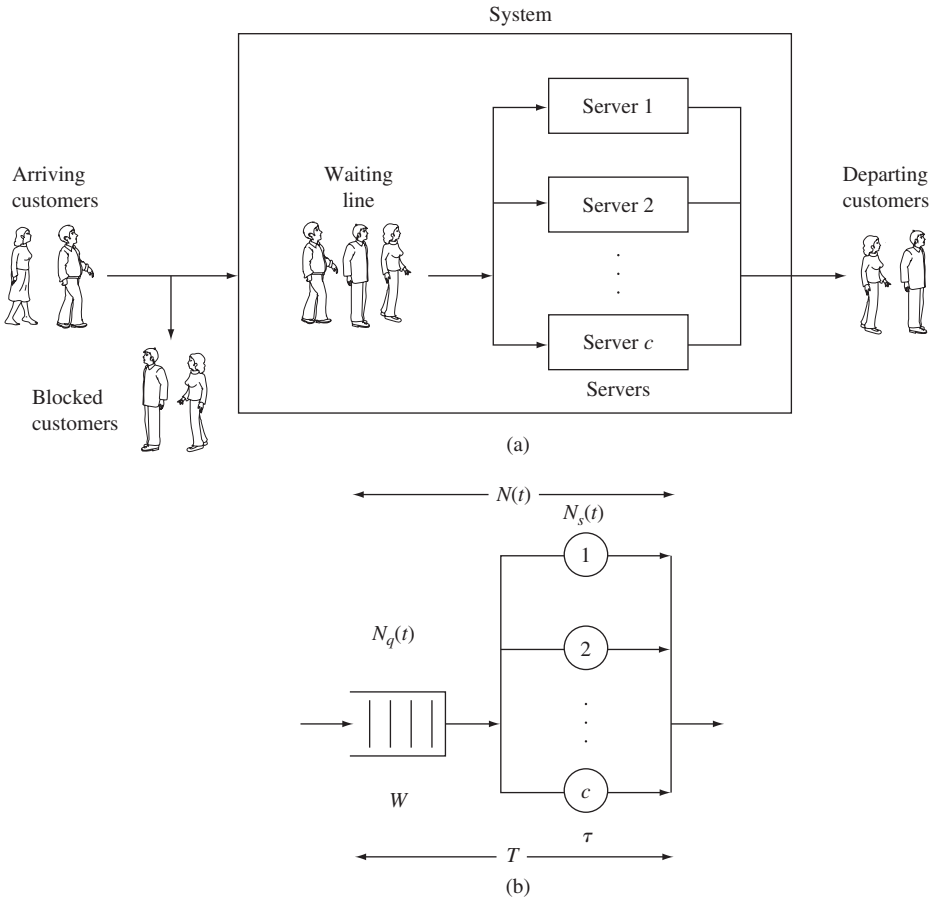 System
Server 1
Arriving
customers
Waiting
line
Server 2
Departing
customers
.
.
.
Server c
Blocked
customers
Servers
(a)
N(t)
N_s(t)
1
N_q(t)
2
.
.
.
W
c
τ
T
(b)